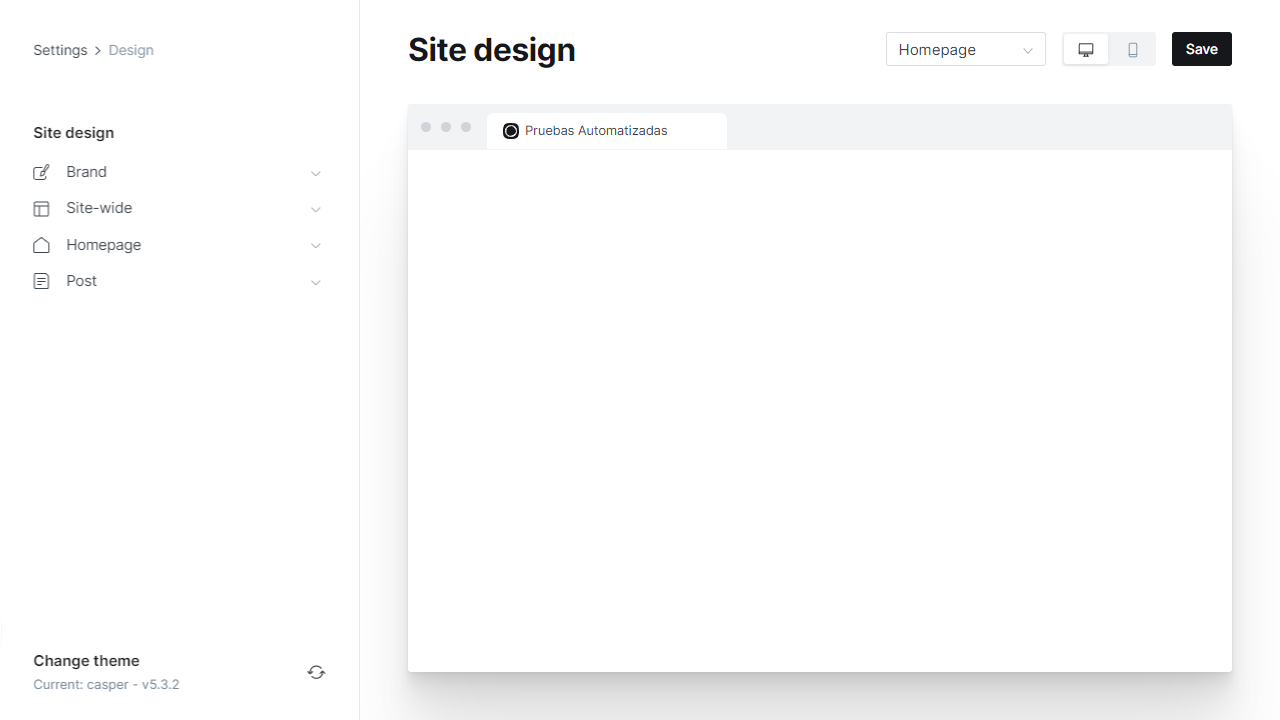 Settings > Design
Site design
Homepage
Save
Pruebas Automatizadas
Site design
Brand
Site-wide
Homepage
Post
Change theme
Current: casper - v5.3.2